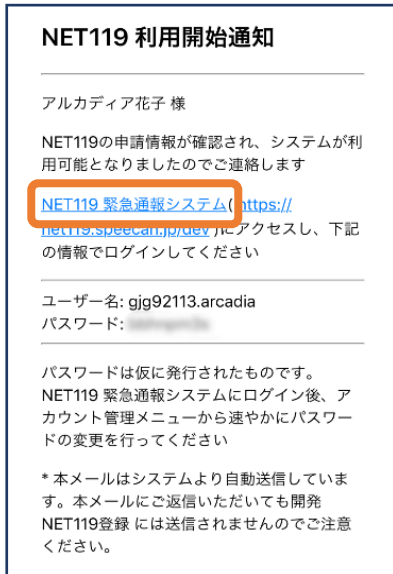 NET119 利用開始通知
アルカディア花子 様
NET119の申請情報が確認され、システムが利
用可能となりましたのでご連絡します
NET119 緊急通報システム( https://
net119.speecan.jp/dev )にアクセスし、下記
の情報でログインしてください
ユーザー名: gjg92113.arcadia
パスワード:
パスワードは仮に発行されたものです。
NET119 緊急通報システムにログイン後、ア
カウント管理メニューから速やかにパスワー
ドの変更を行ってください
* 本メールはシステムより自動送信していま
す。本メールにご返信いただいても開発
NET119登録 には送信されませんのでご注意
ください。